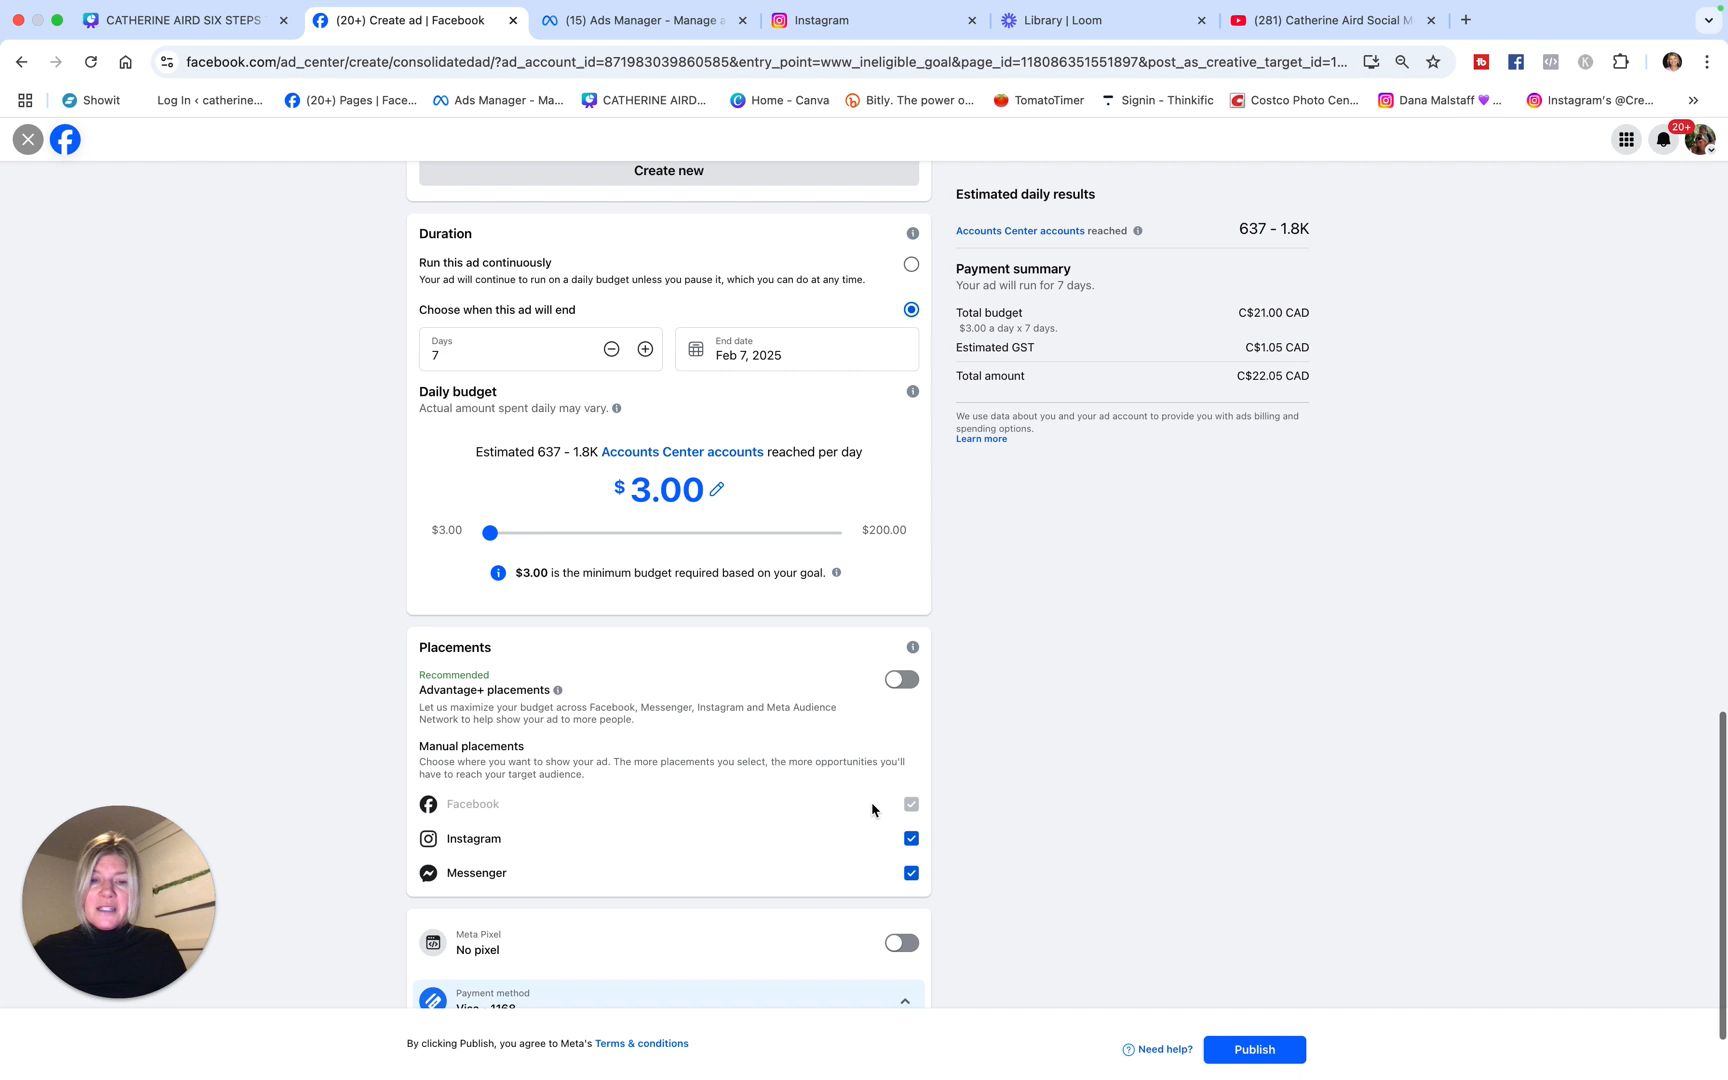 CATHERINE AIRD SIX STEPS
(20+) Create ad | Facebook
(15) Ads Manager - Manage a
Instagram
Library | Loom
(281) Catherine Aird Social M
facebook.com/ad_center/create/consolidatedad/?ad_account_id=871983039860585&entry_point=www_ineligible_goal&page_id=118086351551897&post_as_creative_target_id=1...
Showit
Log In ‹ catherine...
(20+) Pages | Face...
Ads Manager - Ma...
CATHERINE AIRD...
Home - Canva
Bitly. The power o...
TomatoTimer
Signin - Thinkific
Costco Photo Cen...
Dana Malstaff 💜 ...
Instagram's @Cre...
20+
Create new
Duration
Run this ad continuously
Your ad will continue to run on a daily budget unless you pause it, which you can do at any time.
Choose when this ad will end
Days
7
End date
Feb 7, 2025
Daily budget
Actual amount spent daily may vary.
Estimated 637 - 1.8K Accounts Center accounts reached per day
$ 3.00
$3.00
$200.00
$3.00 is the minimum budget required based on your goal.
Placements
Recommended
Advantage+ placements
Let us maximize your budget across Facebook, Messenger, Instagram and Meta Audience
Network to help show your ad to more people.
Manual placements
Choose where you want to show your ad. The more placements you select, the more opportunities you'll
have to reach your target audience.
Facebook
Instagram
Messenger
Meta Pixel
No pixel
Payment method
Visa - 1168
Estimated daily results
Accounts Center accounts reached
637 - 1.8K
Payment summary
Your ad will run for 7 days.
Total budget
C$21.00 CAD
$3.00 a day x 7 days.
Estimated GST
C$1.05 CAD
Total amount
C$22.05 CAD
We use data about you and your ad account to provide you with ads billing and
spending options.
Learn more
By clicking Publish, you agree to Meta's Terms & conditions
Need help?
Publish